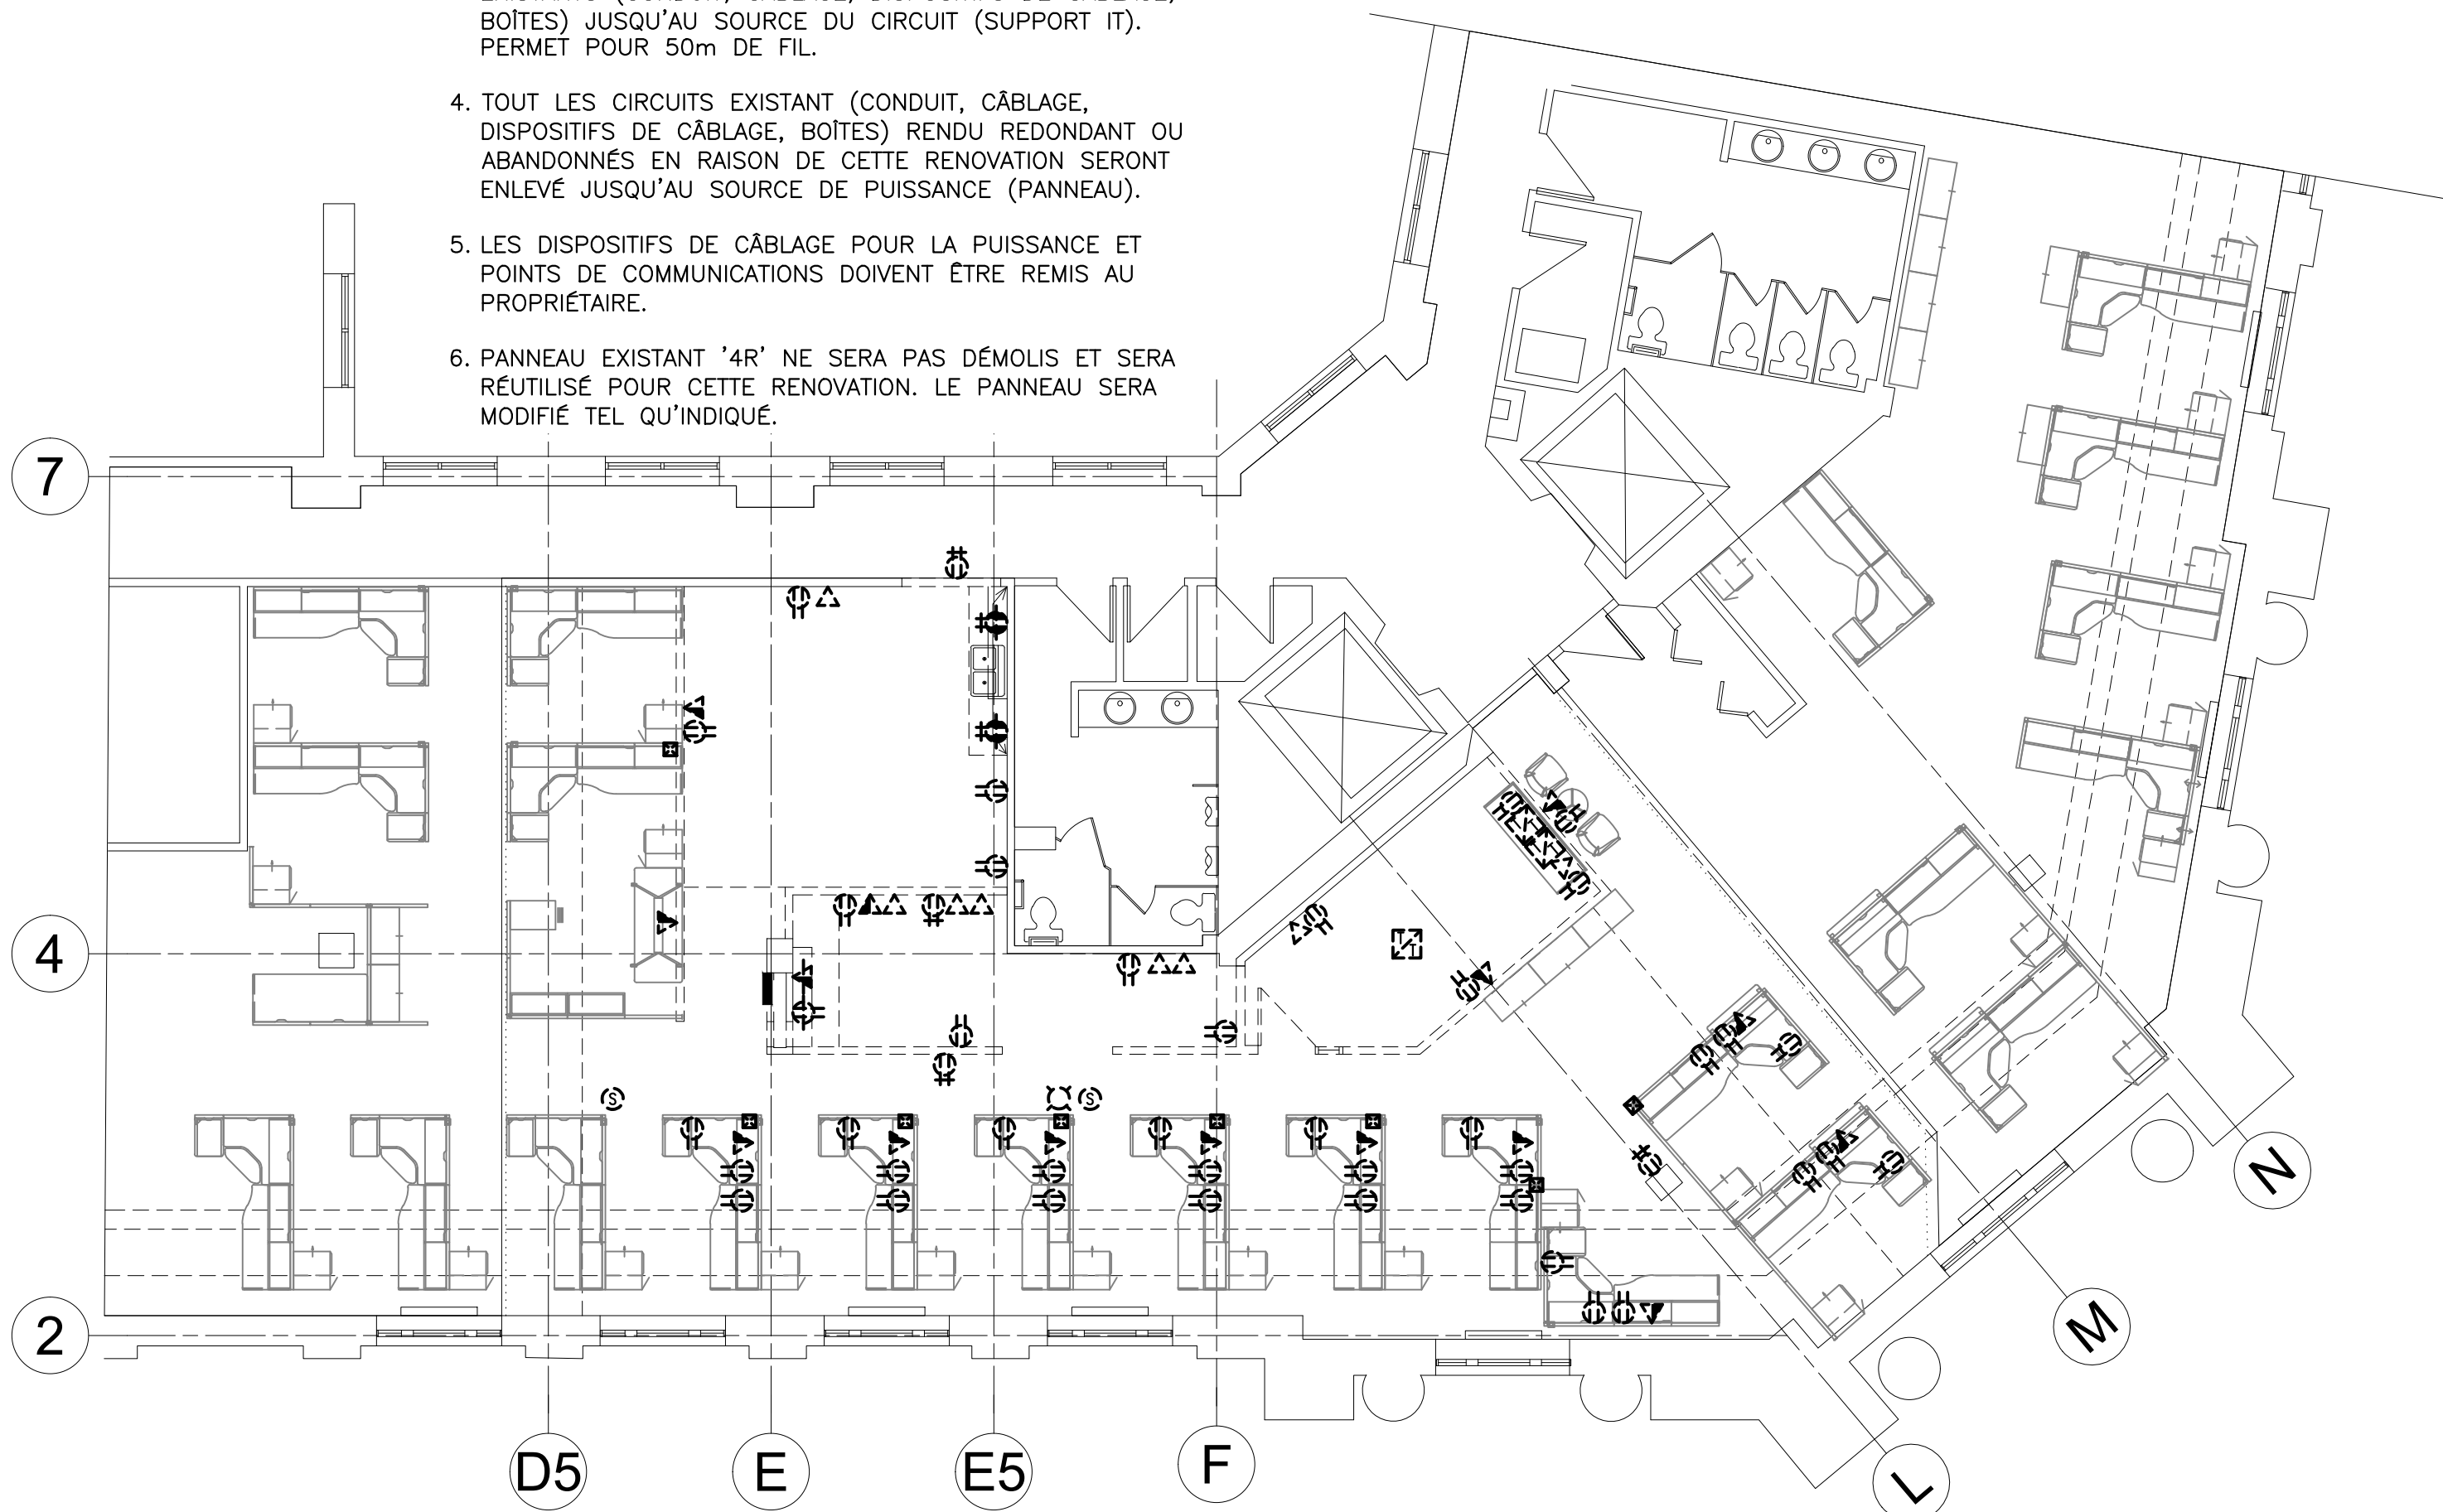 BOÎTES) JUSQU'AU SOURCE DU CIRCUIT (SUPPORT IT).
PERMET POUR 50m DE FIL.
4. TOUT LES CIRCUITS EXISTANT (CONDUIT, CÂBLAGE,
DISPOSITIFS DE CÂBLAGE, BOÎTES) RENDU REDONDANT OU
ABANDONNÉS EN RAISON DE CETTE RENOVATION SERONT
ENLEVÉ JUSQU'AU SOURCE DE PUISSANCE (PANNEAU).
5. LES DISPOSITIFS DE CÂBLAGE POUR LA PUISSANCE ET
POINTS DE COMMUNICATIONS DOIVENT ÊTRE REMIS AU
PROPRIÉTAIRE.
6. PANNEAU EXISTANT '4R' NE SERA PAS DÉMOLIS ET SERA
RÉUTILISÉ POUR CETTE RENOVATION. LE PANNEAU SERA
MODIFIÉ TEL QU'INDIQUÉ.
7
4
T
T
S
S
2
N
M
D5
E
E5
F
L